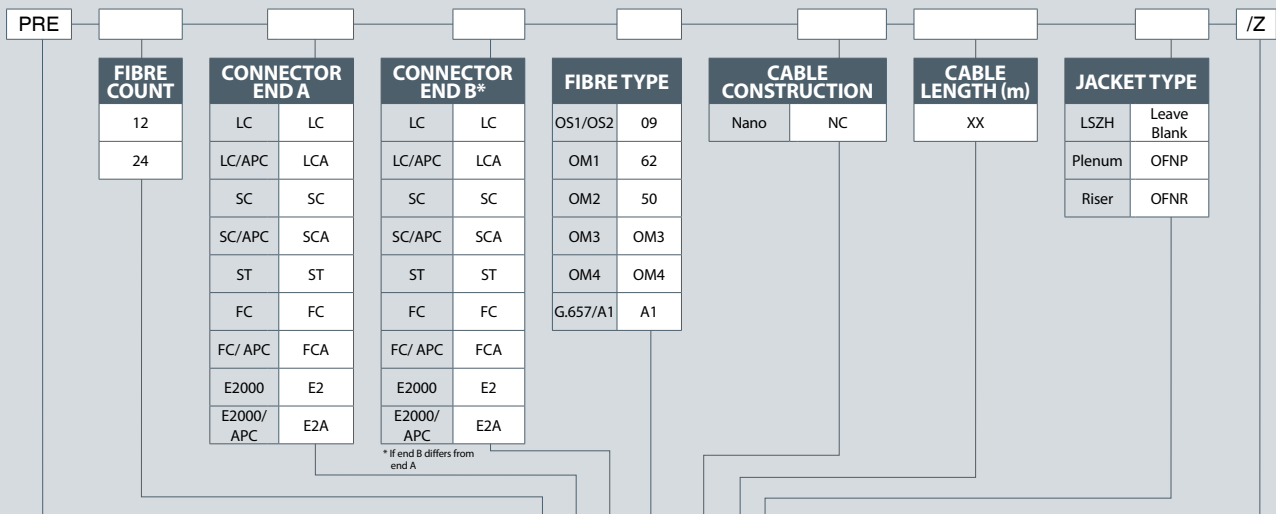 PRE /Z
FIBRE COUNT
12
24
CONNECTOR END A
LC LC
LC/APC LCA
SC SC
SC/APC SCA
ST ST
FC FC
FC/ APC FCA
E2000 E2
E2000/ APC E2A
CONNECTOR END B*
LC LC
LC/APC LCA
SC SC
SC/APC SCA
ST ST
FC FC
FC/ APC FCA
E2000 E2
E2000/ APC E2A
* If end B differs from
end A
FIBRE TYPE
OS1/OS2 09
OM1 62
OM2 50
OM3 OM3
OM4 OM4
G.657/A1 A1
CABLE CONSTRUCTION
Nano NC
CABLE LENGTH (m)
XX
JACKET TYPE
LSZH Leave Blank
Plenum OFNP
Riser OFNR